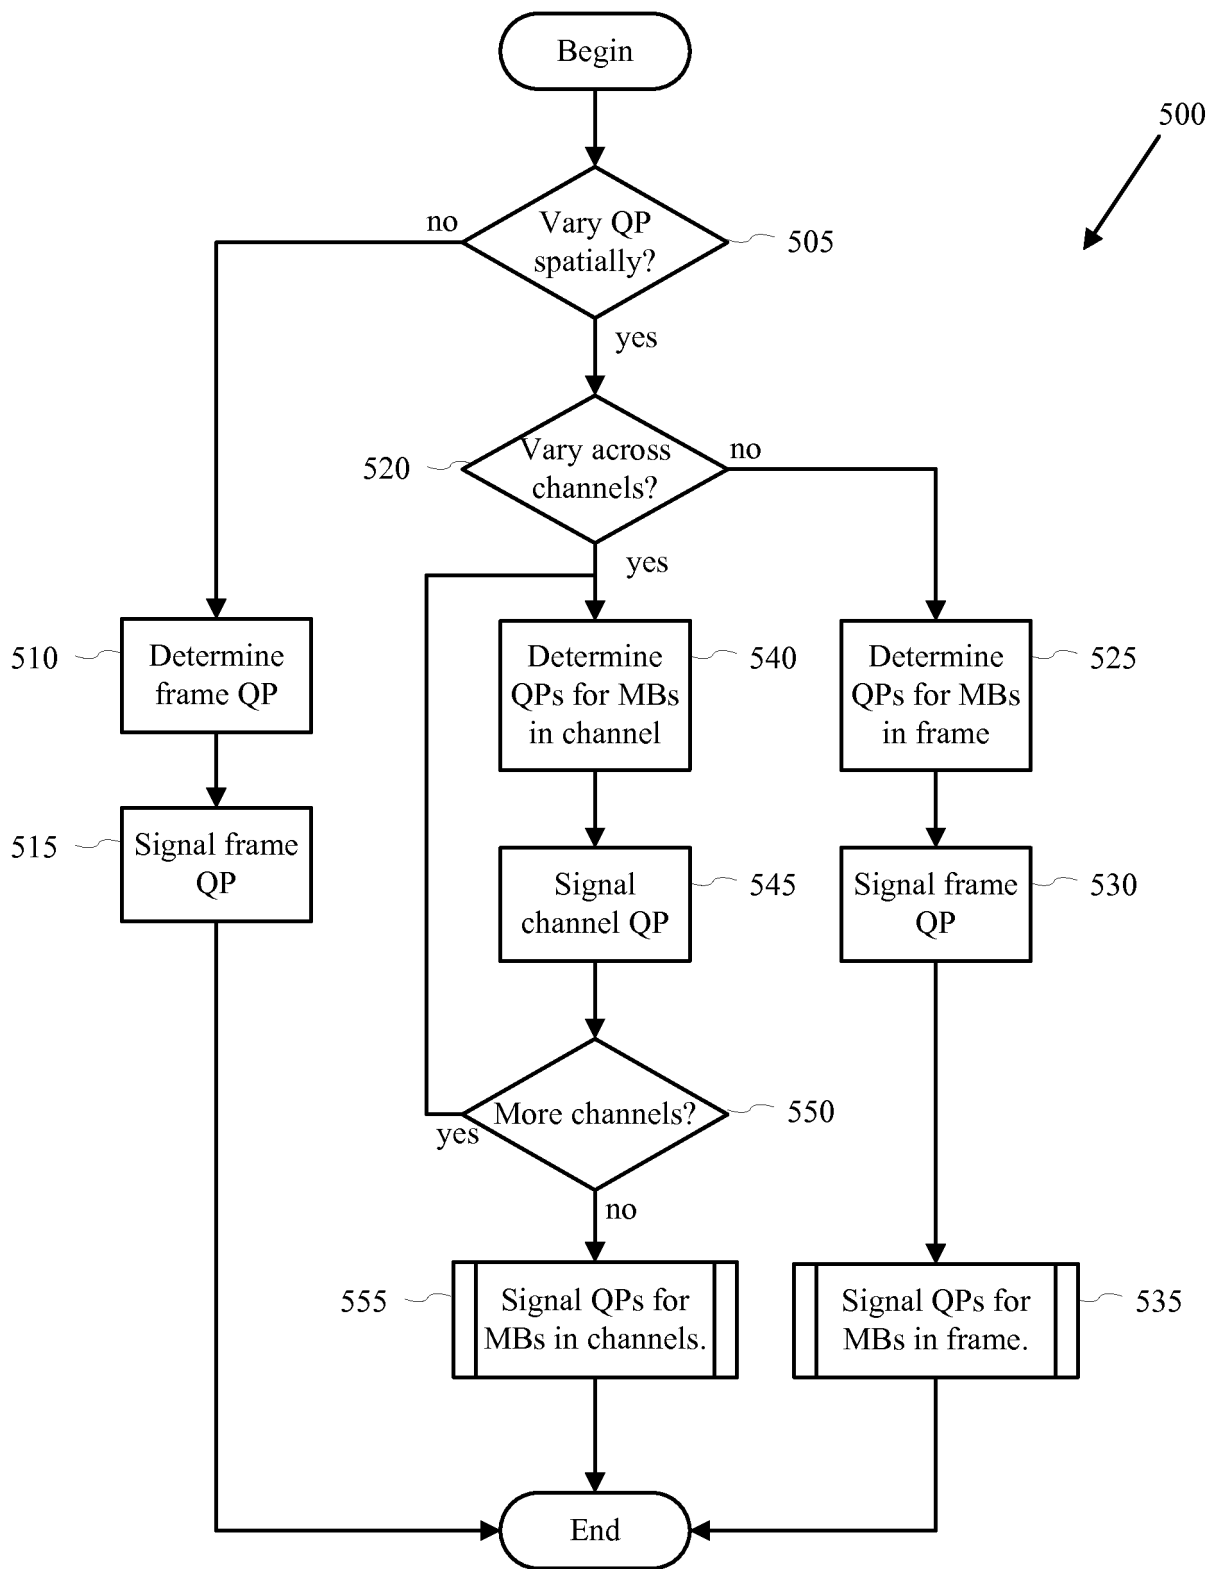 Begin
500
no
Vary QP
spatially?
505
yes
520
Vary across
channels?
no
yes
510
Determine
frame QP
Determine
QPs for MBs
in channel
540
Determine
QPs for MBs
in frame
525
515
Signal frame
QP
Signal
channel QP
545
Signal frame
QP
530
More channels?
550
yes
no
555
Signal QPs for
MBs in channels.
Signal QPs for
MBs in frame.
535
End